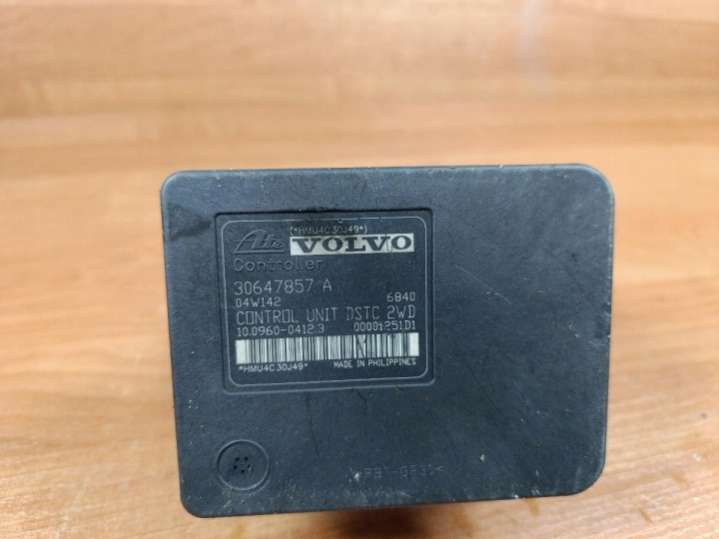 (*HMU4C30J49*)
Ate VOLVO
Controller
30647857 A
04W142 6840
CONTROL UNIT DSTC 2WD
10.0960-0412.3 00001251D1
*HMU4C30J49* MADE IN PHILIPPINES